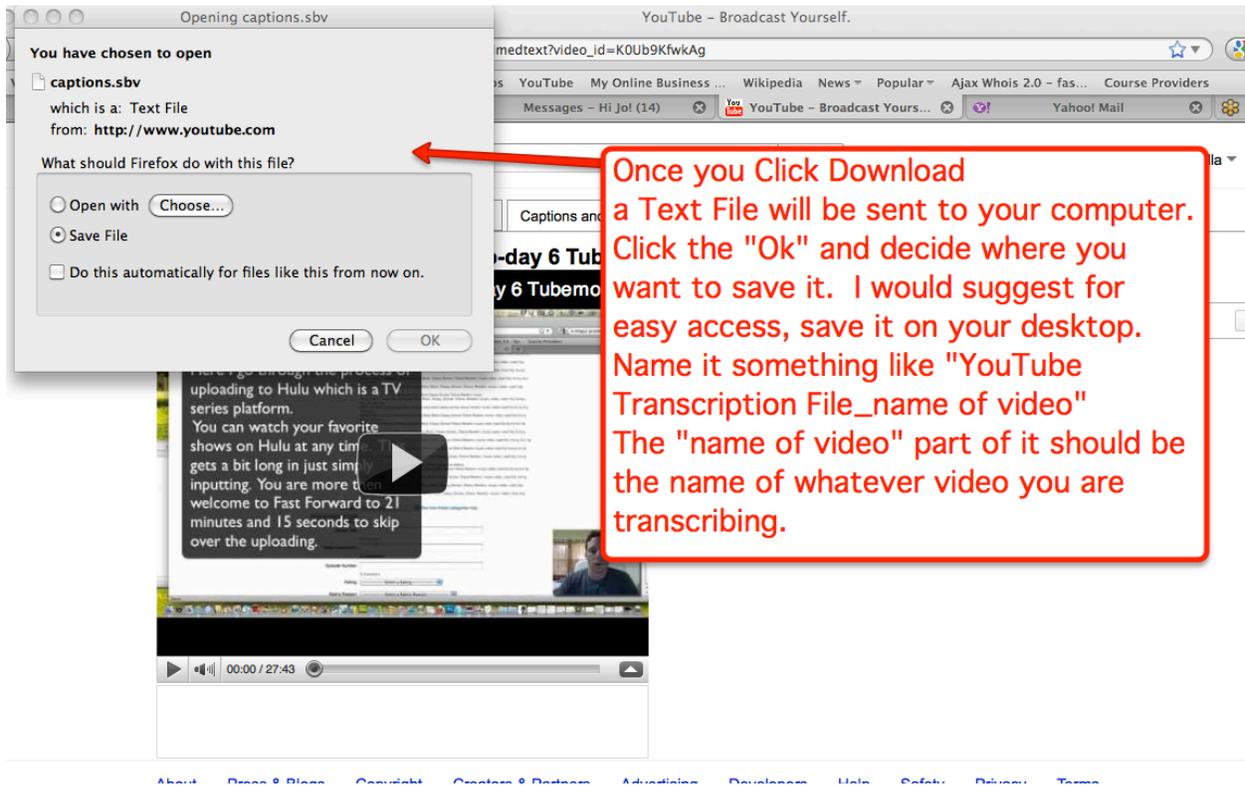 Opening captions.sbv
YouTube – Broadcast Yourself.
You have chosen to open
captions.sbv
which is a: Text File
from: http://www.youtube.com
What should Firefox do with this file?
Open with Choose...
Save File
Do this automatically for files like this from now on.
Cancel OK
medtext?video_id=K0Ub9KfwkAg
YouTube My Online Business ... Wikipedia News Popular Ajax Whois 2.0 – fas... Course Providers
Messages – Hi Jo! (14) You Tube YouTube – Broadcast Yours... Y! Yahoo! Mail
Once you Click Download
a Text File will be sent to your computer.
Click the "Ok" and decide where you
want to save it. I would suggest for
easy access, save it on your desktop.
Name it something like "YouTube
Transcription File_name of video"
The "name of video" part of it should be
the name of whatever video you are
transcribing.
Captions and
-day 6 Tub
y 6 Tubemo
Here I go through the process of
uploading to Hulu which is a TV
series platform.
You can watch your favorite
shows on Hulu at any time. This
gets a bit long in just simply
inputting. You are more then
welcome to Fast Forward to 21
minutes and 15 seconds to skip
over the uploading.
00:00 / 27:43
About Press & Blogs Copyright Creators & Partners Advertising Developers Help Safety Privacy Terms